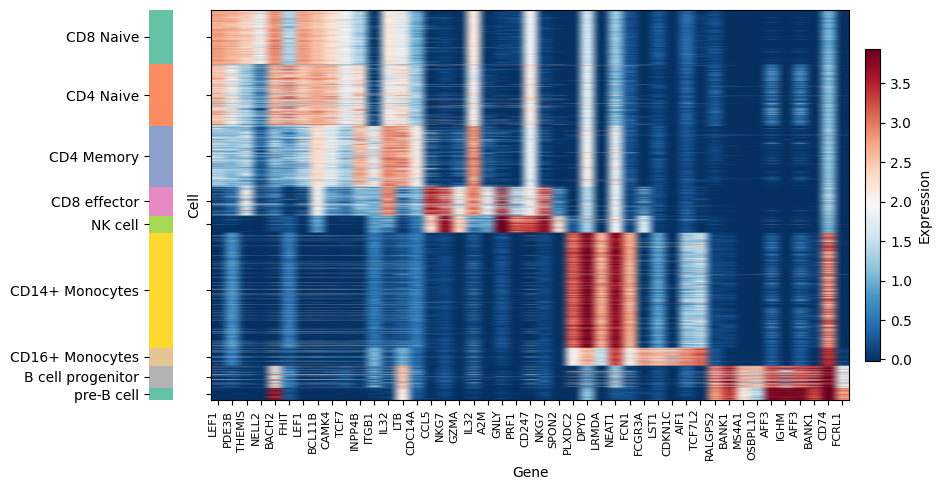 CD8 Naive
CD4 Naive
CD4 Memory
CD8 effector
NK cell
CD14+ Monocytes
CD16+ Monocytes
B cell progenitor
pre-B cell
Cell
LEF1
PDE3B
THEMIS
NELL2
BACH2
FHIT
LEF1
BCL11B
CAMK4
TCF7
INPP4B
ITGB1
IL32
LTB
CDC14A
CCL5
NKG7
GZMA
IL32
A2M
GNLY
PRF1
CD247
NKG7
SPON2
PLXDC2
DPYD
LRMDA
NEAT1
FCN1
FCGR3A
LST1
CDKN1C
AIF1
TCF7L2
RALGPS2
BANK1
MS4A1
OSBPL10
AFF3
IGHM
AFF3
BANK1
CD74
FCRL1
Gene
3.5
3.0
2.5
2.0
1.5
1.0
0.5
0.0
Expression